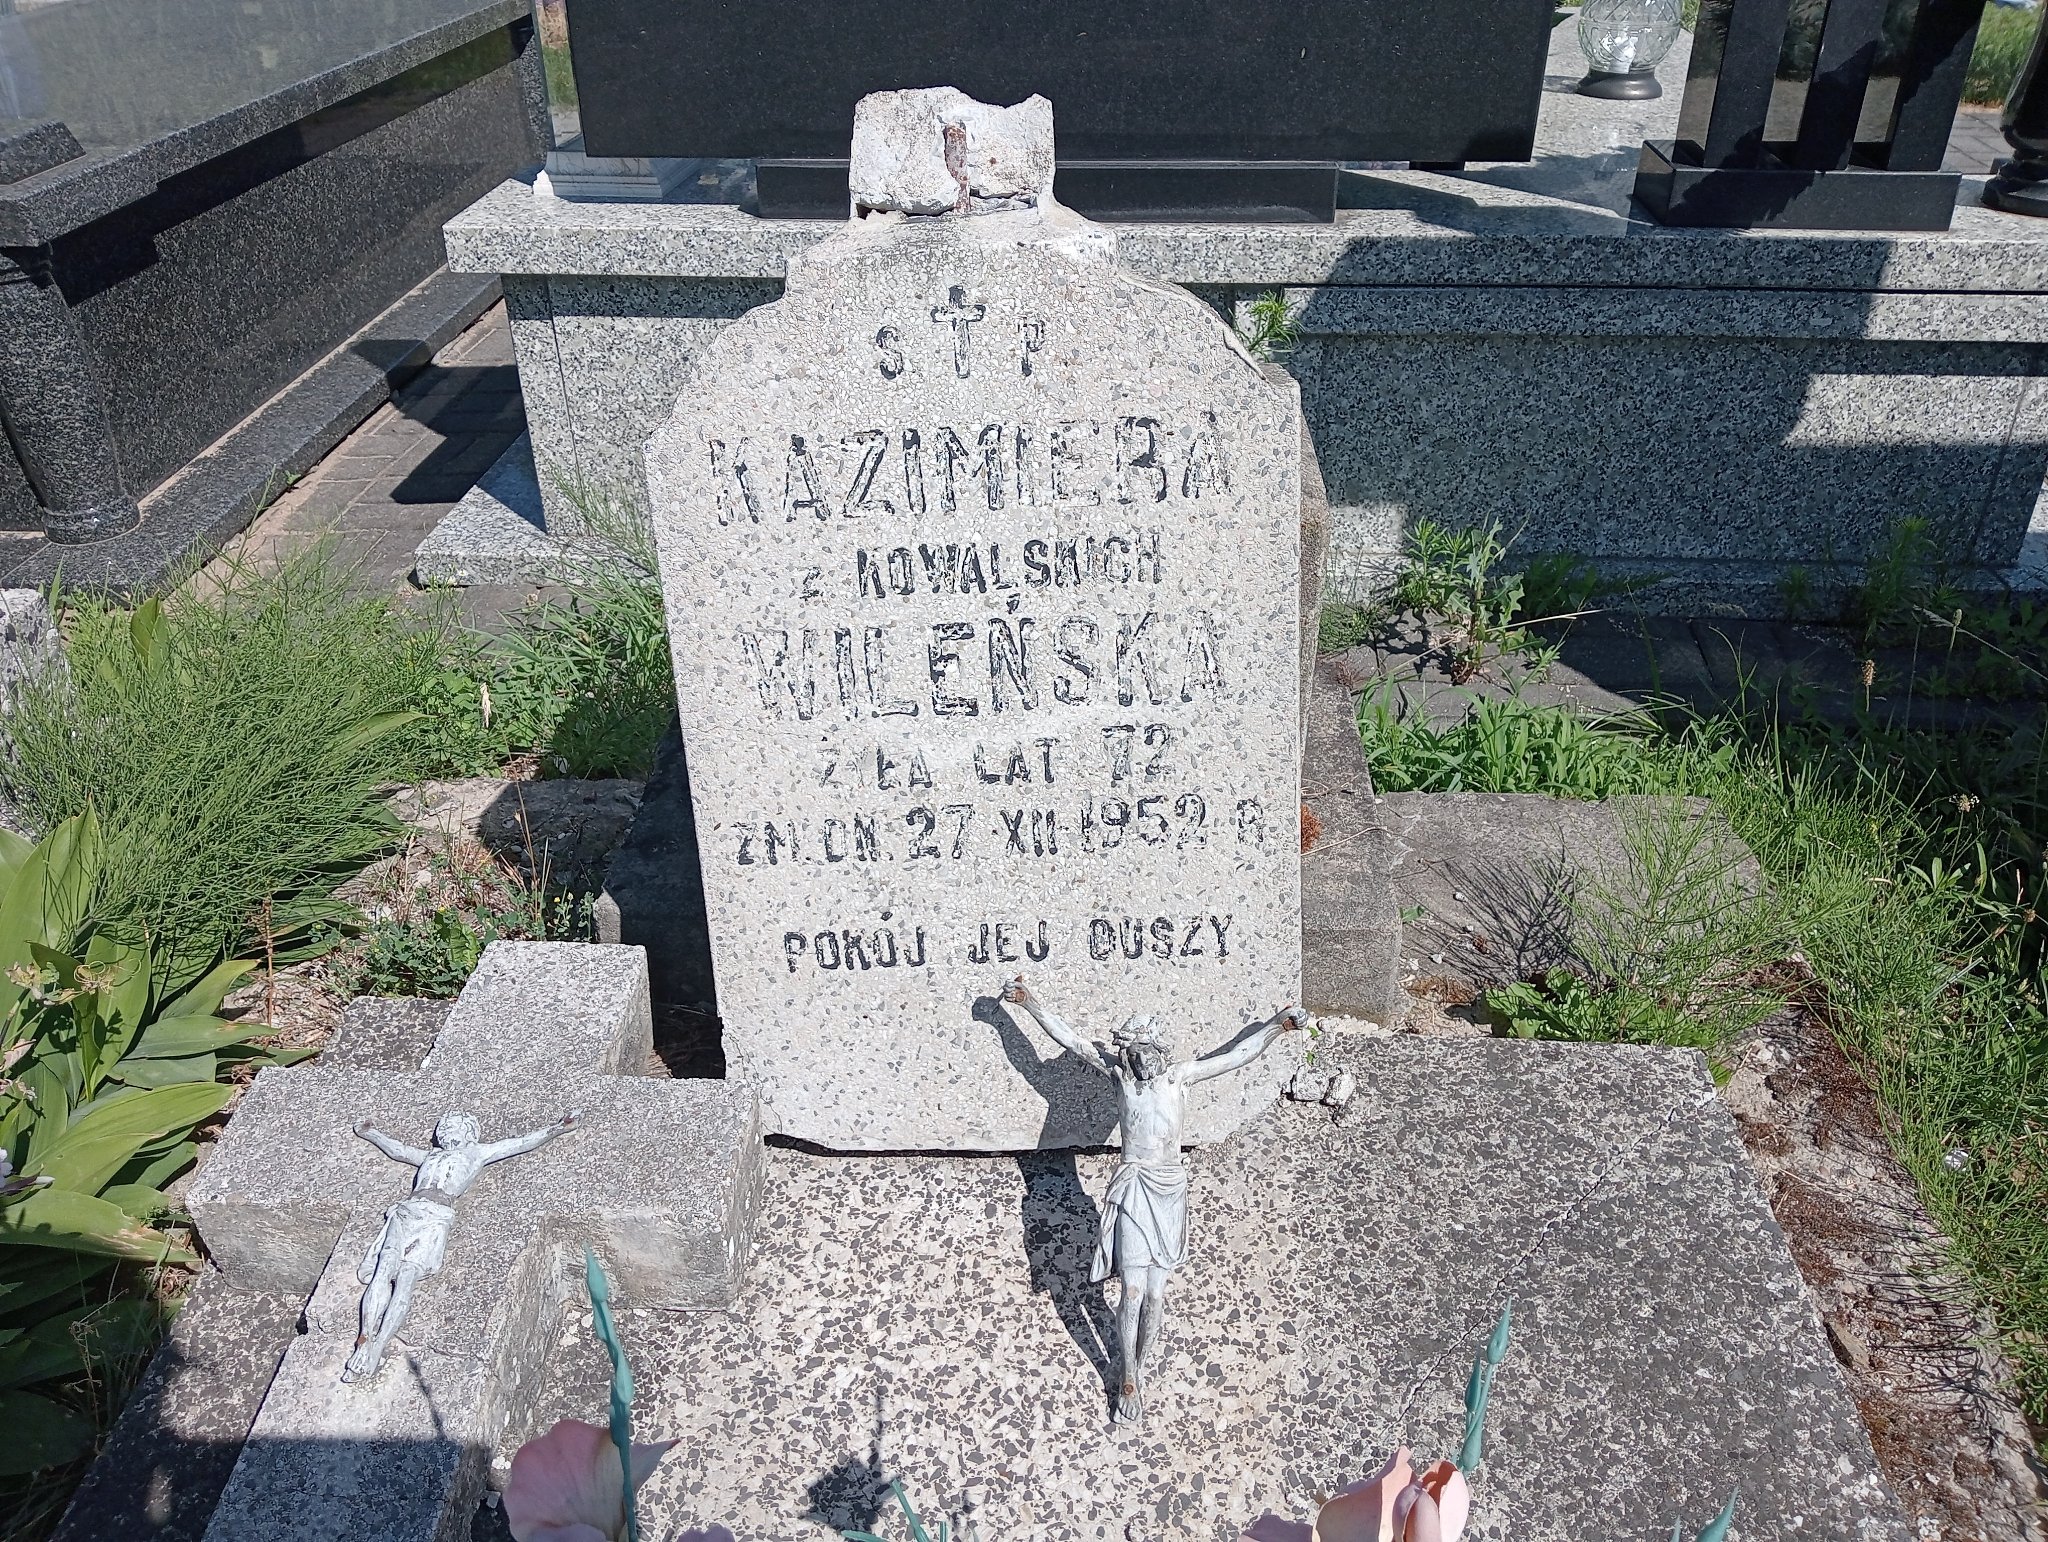 S † P
KAZIMIERA
z KOWALSKICH
WILEŃSKA
ŻYŁA LAT 72
ZM. DN. 27 XII 1952 R
POKÓJ JEJ DUSZY